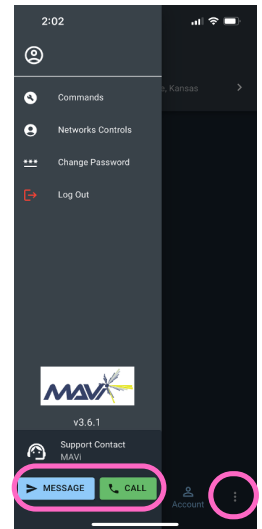 2:02
Commands
e, Kansas
Networks Controls
Change Password
Log Out
MAVi
v3.6.1
Support Contact
MAVi
MESSAGE
CALL
Account